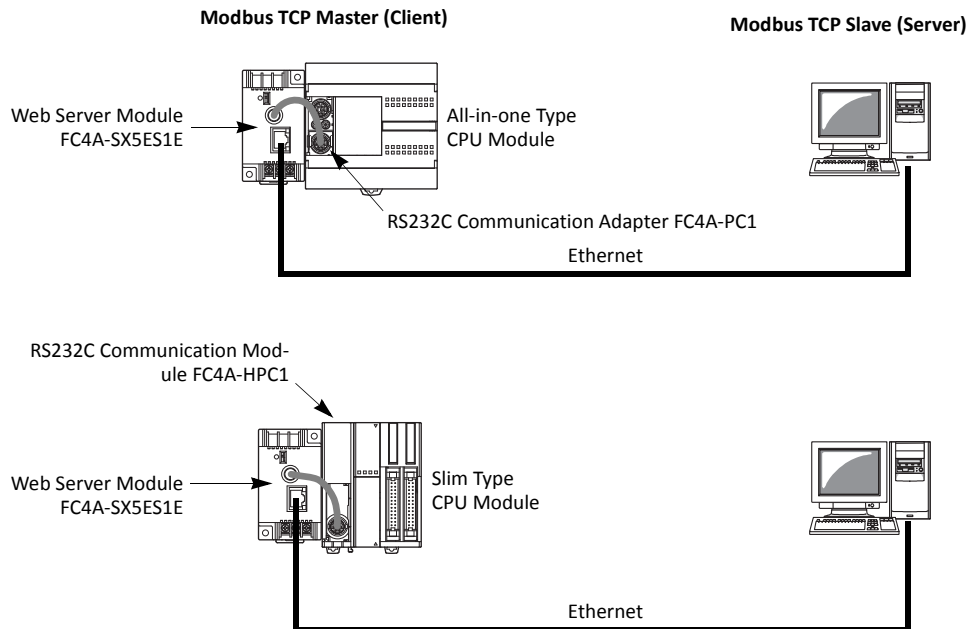 Modbus TCP Master (Client)
Modbus TCP Slave (Server)
Web Server Module
FC4A-SX5ES1E
All-in-one Type
CPU Module
RS232C Communication Adapter FC4A-PC1
Ethernet
RS232C Communication Mod-
ule FC4A-HPC1
Web Server Module
FC4A-SX5ES1E
Slim Type
CPU Module
Ethernet